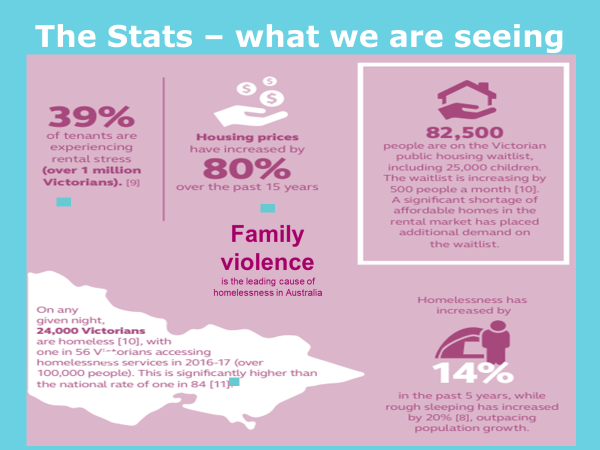 The Stats – what we are seeing
39%
of tenants are
experiencing
rental stress
(over 1 million
Victorians). [9]
$ $
$
Housing prices
have increased by
80%
over the past 15 years
82,500
people are on the Victorian
public housing waitlist,
including 25,000 children.
The waitlist is increasing by
500 people a month [10].
A significant shortage of
affordable homes in the
rental market has placed
additional demand on
the waitlist.
Family
violence
is the leading cause of
homelessness in Australia
On any
given night,
24,000 Victorians
are homeless [10], with
one in 56 Victorians accessing
homelessness services in 2016-17 (over
100,000 people). This is significantly higher than
the national rate of one in 84 [11].
Homelessness has
increased by
14%
in the past 5 years, while
rough sleeping has increased
by 20% [8], outpacing
population growth.